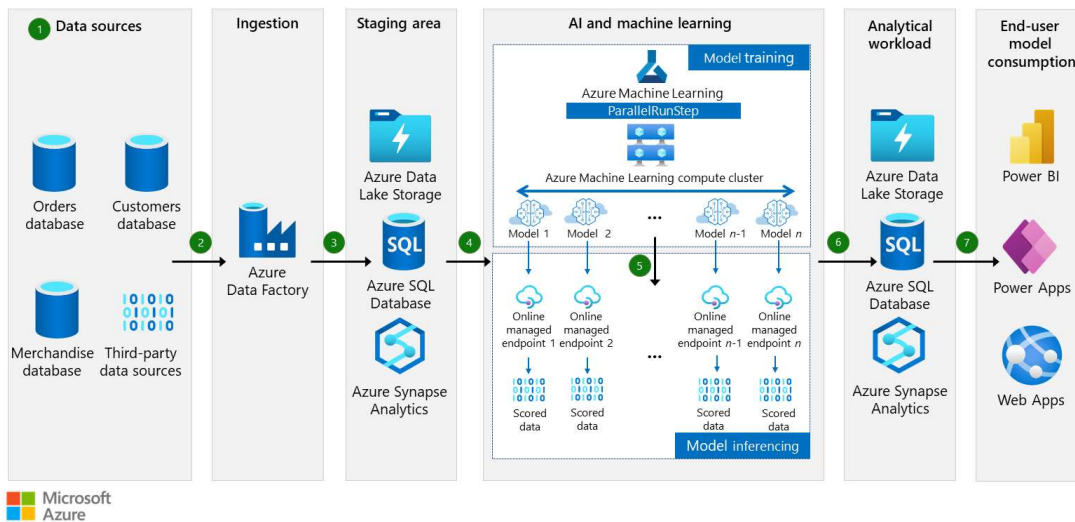 1 Data sources
Orders
database
Customers
database
Merchandise
database
Third-party
data sources
2
Ingestion
Azure
Data Factory
3
Staging area
Azure Data
Lake Storage
SQL
Azure SQL
Database
Azure Synapse
Analytics
4
AI and machine learning
Model training
Azure Machine Learning
ParallelRunStep
Azure Machine Learning compute cluster
Model 1
Model 2
...
Model n-1
Model n
5
Online
managed
endpoint 1
Online
managed
endpoint 2
...
Online
managed
endpoint n-1
Online
managed
endpoint n
Scored
data
Scored
data
Scored
data
Scored
data
Model inferencing
6
Analytical
workload
Azure Data
Lake Storage
SQL
Azure SQL
Database
Azure Synapse
Analytics
7
End-user
model
consumption
Power BI
Power Apps
Web Apps
Microsoft
Azure